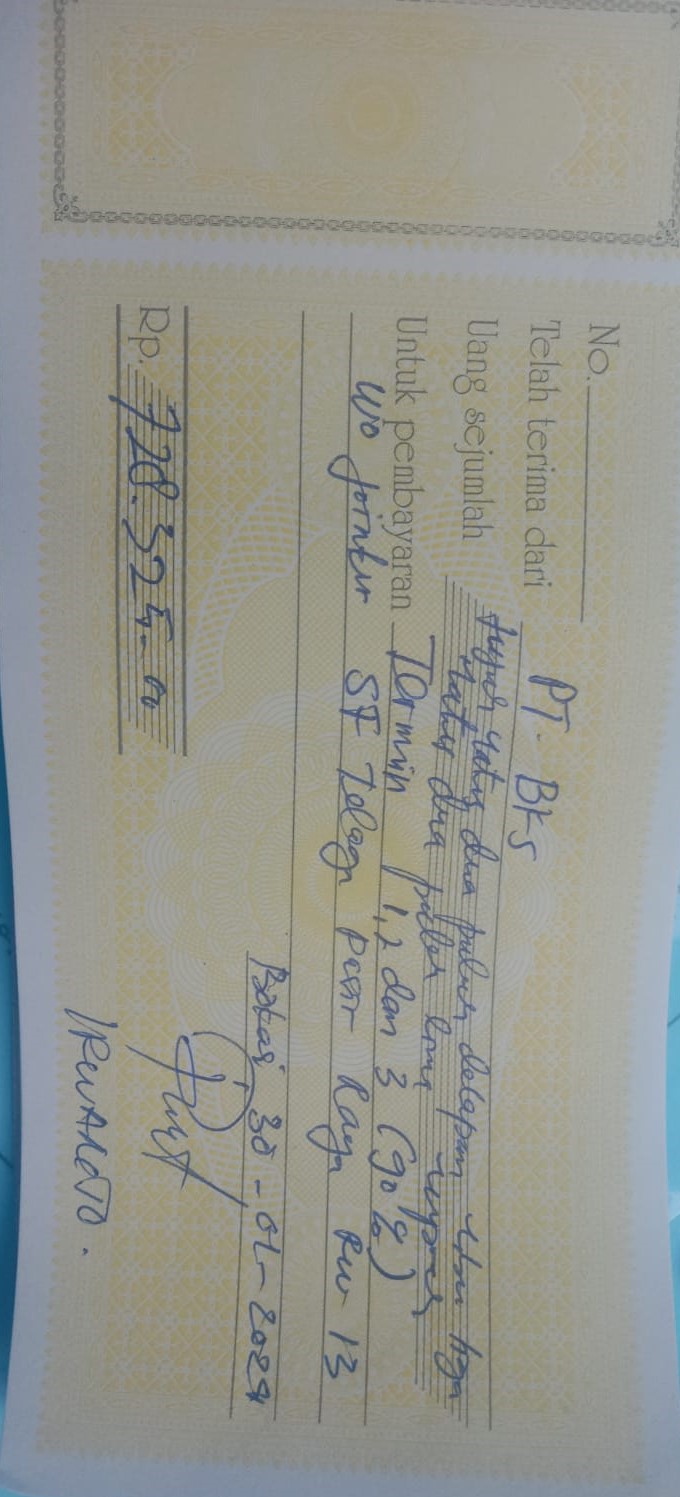 No.
Telah terima dari PT. BKS
Uang sejumlah tujuh ratus dua puluh delapan ribu tiga
ratus dua puluh lima rupiah
Untuk pembayaran Termin 1,2 dan 3 (90%)
WO jointer SF Telaga Pasir Raya RW 13
Bekasi 30-01-2024
Rp. 728.325-00